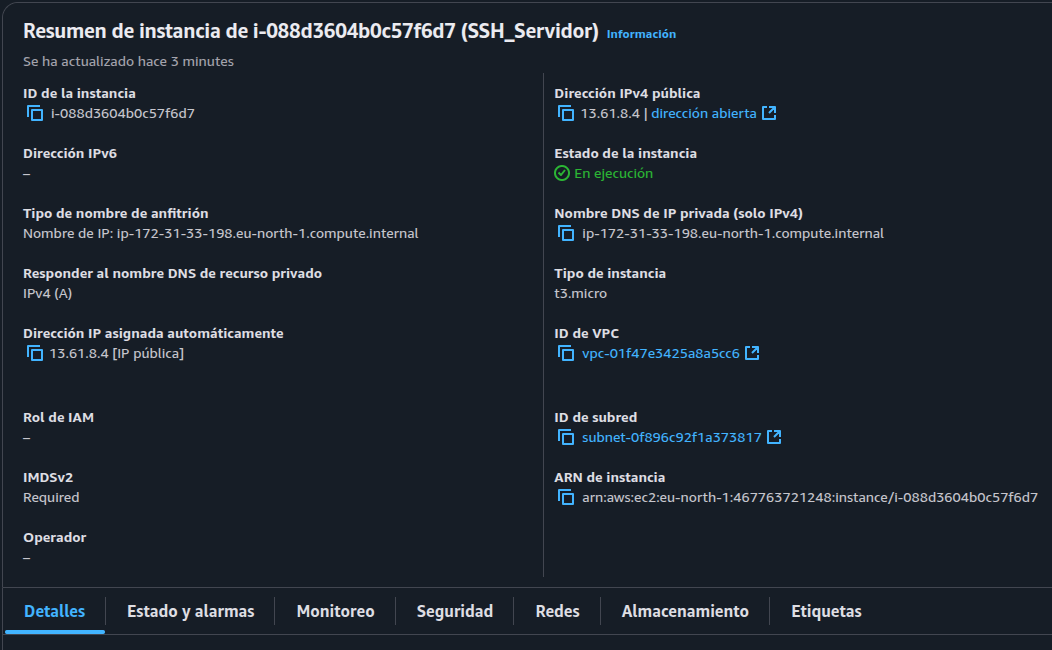 Resumen de instancia de i-088d3604b0c57f6d7 (SSH_Servidor) Información
Se ha actualizado hace 3 minutes
ID de la instancia
i-088d3604b0c57f6d7
Dirección IPv6
–
Tipo de nombre de anfitrión
Nombre de IP: ip-172-31-33-198.eu-north-1.compute.internal
Responder al nombre DNS de recurso privado
IPv4 (A)
Dirección IP asignada automáticamente
13.61.8.4 [IP pública]
Rol de IAM
–
IMDSv2
Required
Operador
–
Dirección IPv4 pública
13.61.8.4 | dirección abierta
Estado de la instancia
En ejecución
Nombre DNS de IP privada (solo IPv4)
ip-172-31-33-198.eu-north-1.compute.internal
Tipo de instancia
t3.micro
ID de VPC
vpc-01f47e3425a8a5cc6
ID de subred
subnet-0f896c92f1a373817
ARN de instancia
arn:aws:ec2:eu-north-1:467763721248:instance/i-088d3604b0c57f6d7
Detalles
Estado y alarmas
Monitoreo
Seguridad
Redes
Almacenamiento
Etiquetas